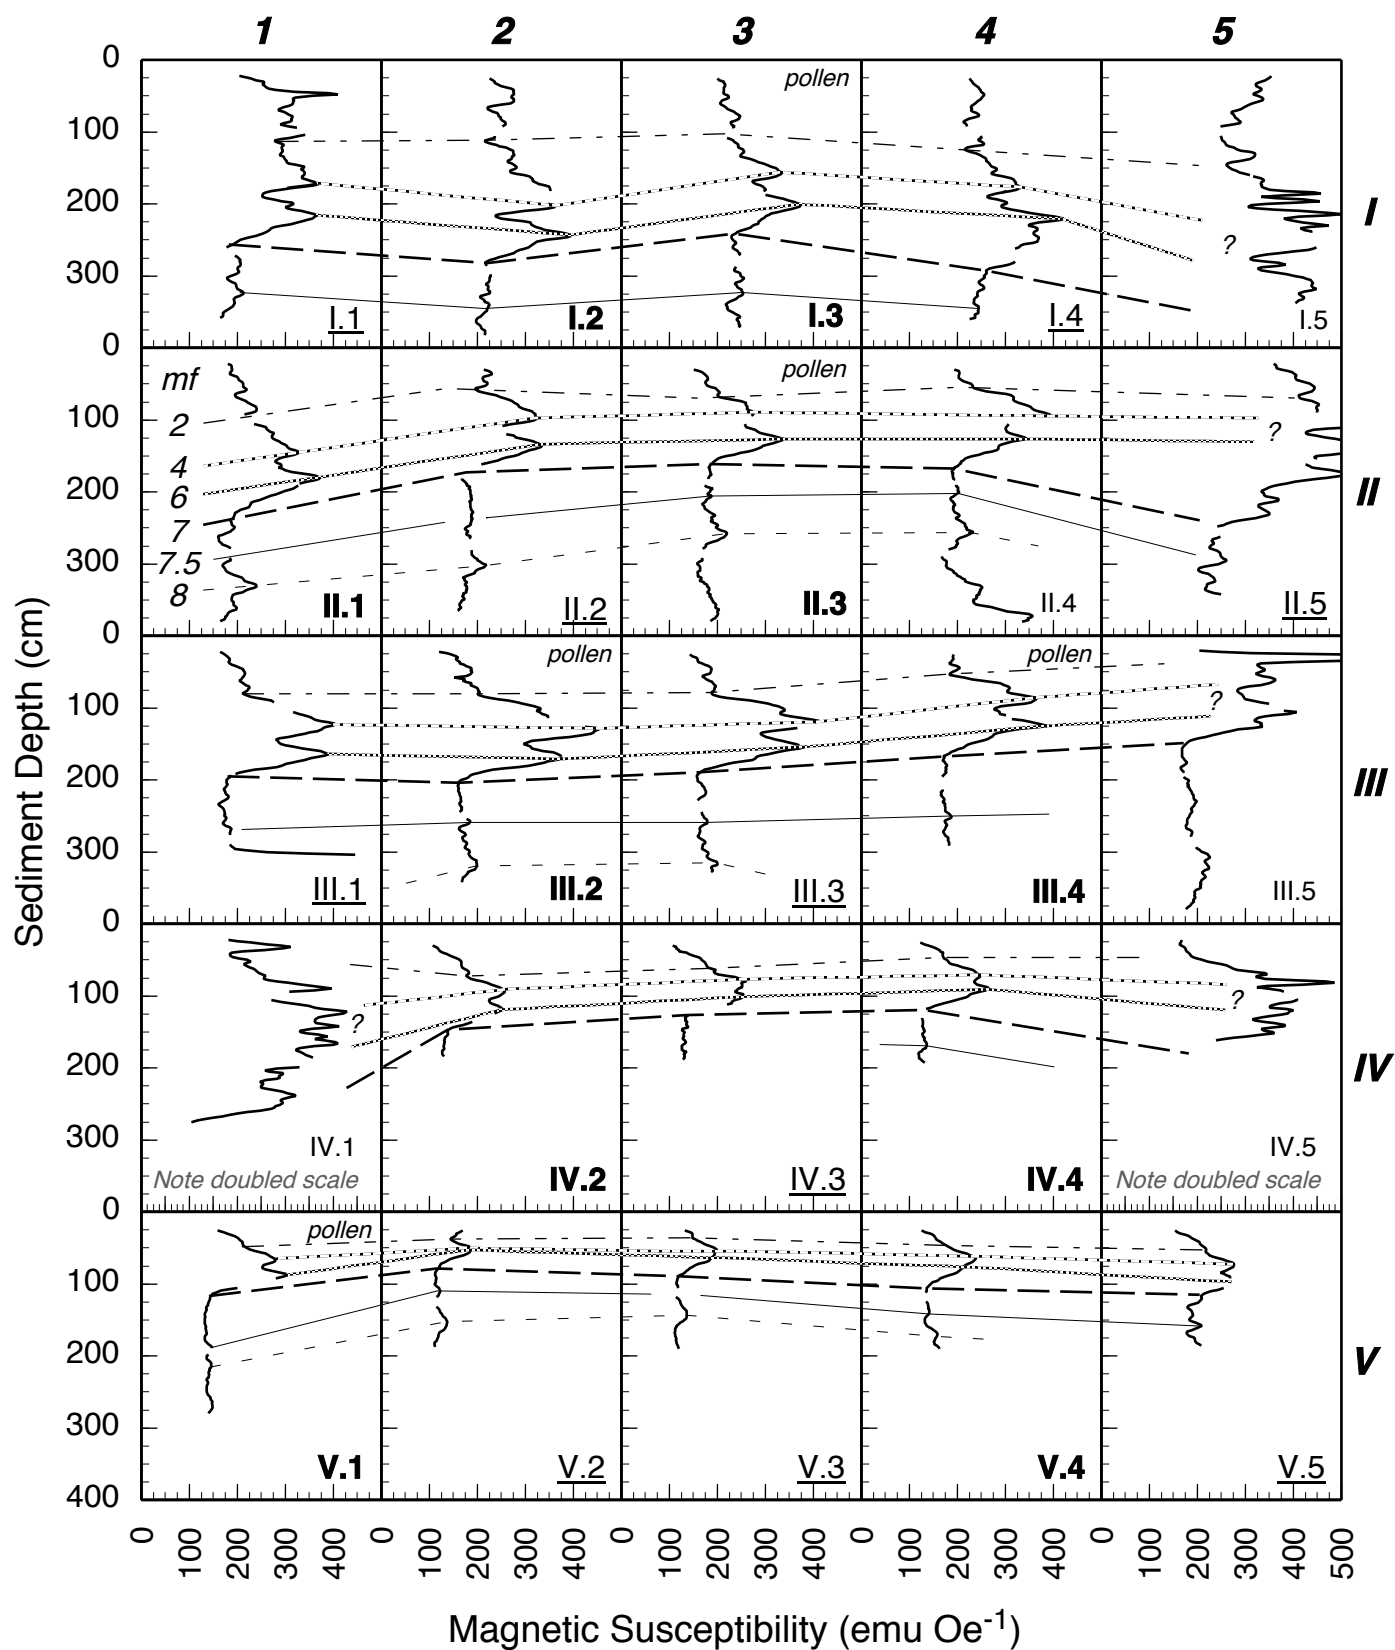 1 2 3 4 5
0
pollen
100
200
I
?
300
I.1 I.2 I.3 I.4 I.5
0
mf
pollen
2
100
?
4
6
200
II
7
7.5
300
8
II.1 II.2 II.3 II.4 II.5
0
pollen pollen
?
100
200
III
300
III.1 III.2 III.3 III.4 III.5
0
100
? ?
200
IV
300
IV.1 IV.2 IV.3 IV.4 IV.5
Note doubled scale Note doubled scale
0
pollen
100
200
V
300
V.1 V.2 V.3 V.4 V.5
400
0 100 200 300 400 0 100 200 300 400 0 100 200 300 400 0 100 200 300 400 0 100 200 300 400 500
Sediment Depth (cm)
Magnetic Susceptibility (emu Oe⁻¹)